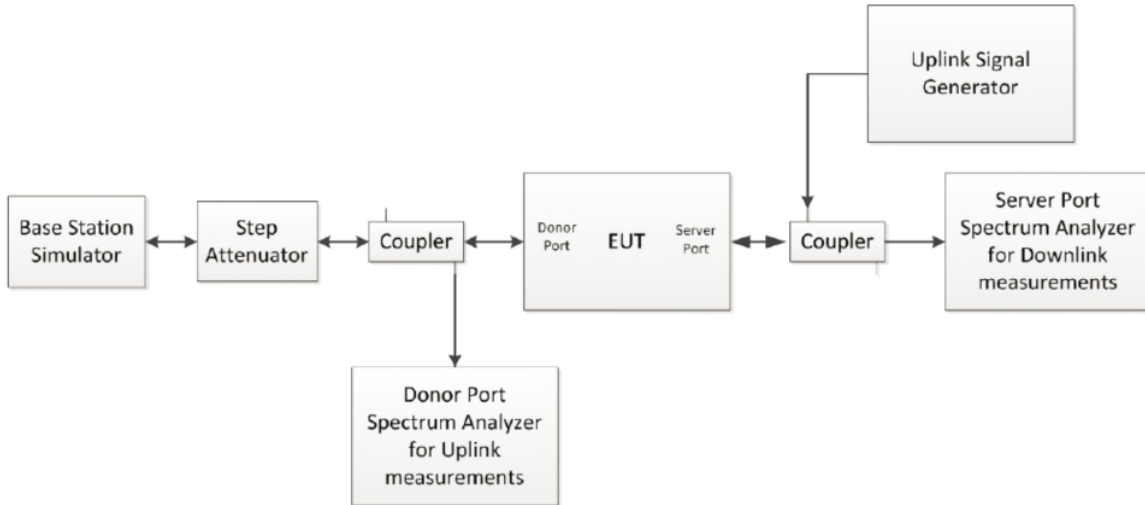 Uplink Signal
Generator
Base Station
Simulator
Step
Attenuator
Coupler
Donor
Port
EUT
Server
Port
Coupler
Server Port
Spectrum Analyzer
for Downlink
measurements
Donor Port
Spectrum Analyzer
for Uplink
measurements